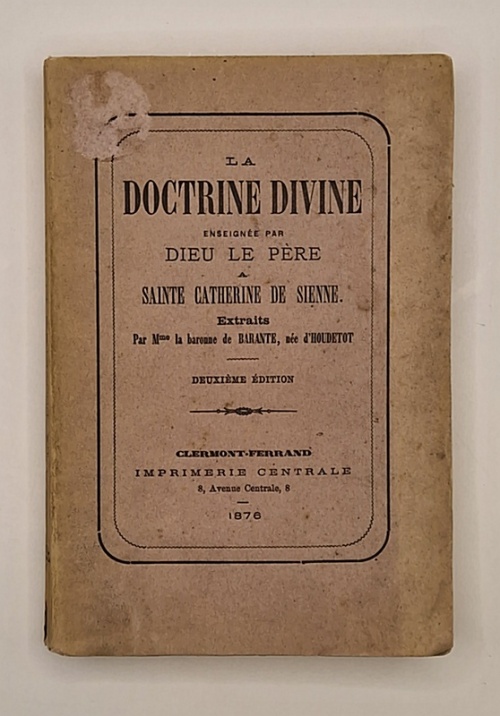 LA
DOCTRINE DIVINE
ENSEIGNÉE PAR
DIEU LE PÈRE
A
SAINTE CATHERINE DE SIENNE.
Extraits
Par Mme la baronne de BARANTE, née d'HOUDETOT
DEUXIÈME ÉDITION
CLERMONT-FERRAND
IMPRIMERIE CENTRALE
8, Avenue Centrale, 8
1876